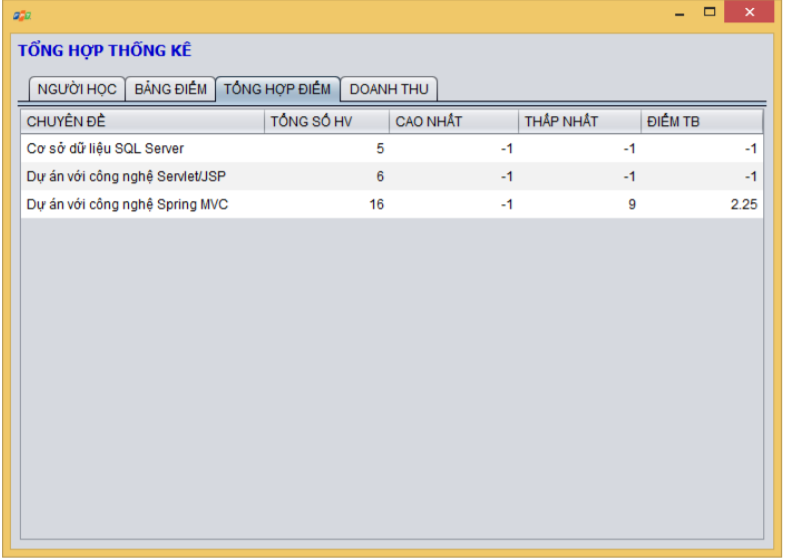 TỔNG HỢP THỐNG KÊ
NGƯỜI HỌC BẢNG ĐIỂM TỔNG HỢP ĐIỂM DOANH THU
CHUYÊN ĐỀ TỔNG SỐ HV CAO NHẤT THẤP NHẤT ĐIỂM TB
Cơ sở dữ liệu SQL Server 5 -1 -1 -1
Dự án với công nghệ Servlet/JSP 6 -1 -1 -1
Dự án với công nghệ Spring MVC 16 -1 9 2.25